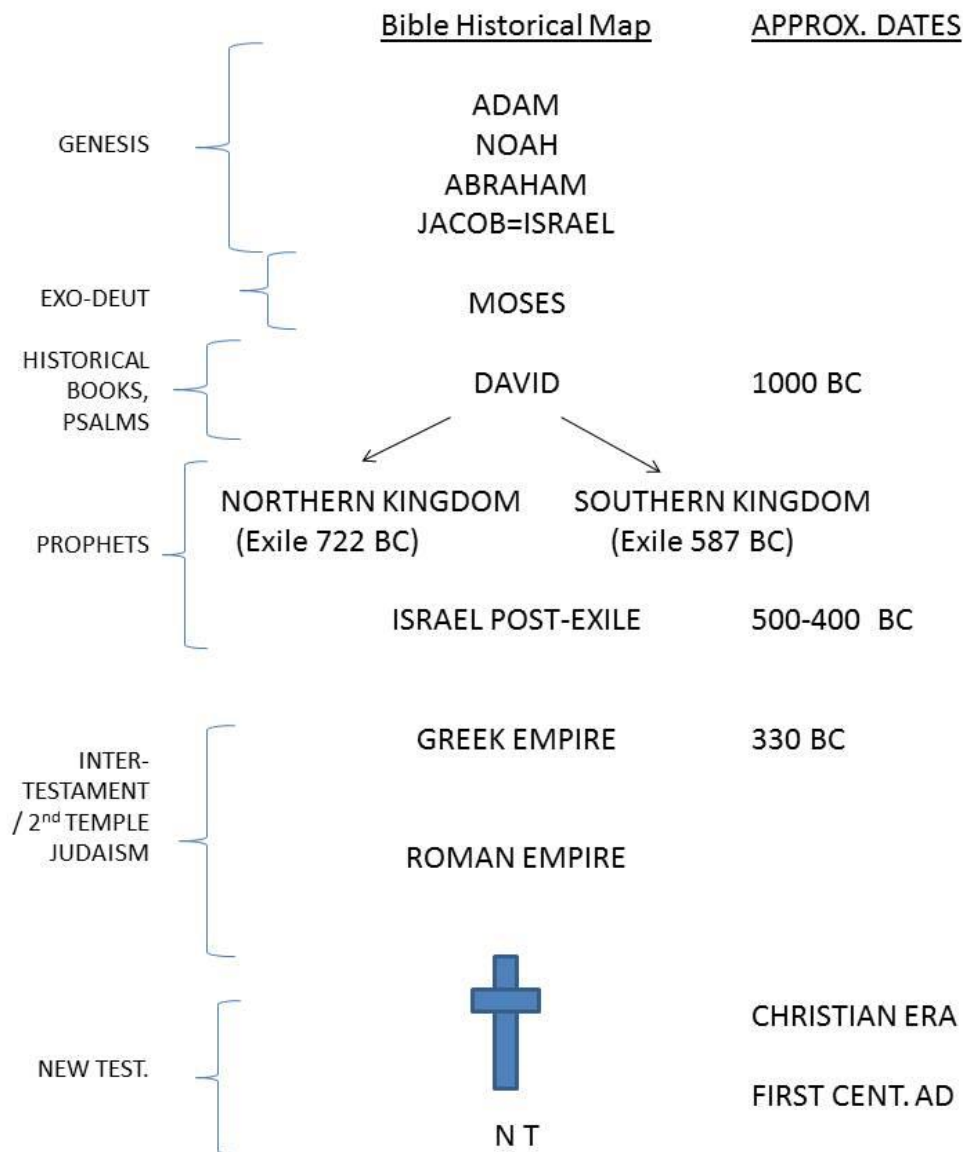 Bible Historical Map APPROX. DATES
ADAM
GENESIS
NOAH
ABRAHAM
JACOB=ISRAEL
EXO-DEUT
MOSES
HISTORICAL
BOOKS,
PSALMS
DAVID
1000 BC
PROPHETS
NORTHERN KINGDOM
(Exile 722 BC)
SOUTHERN KINGDOM
(Exile 587 BC)
ISRAEL POST-EXILE
500-400 BC
INTER-
TESTAMENT
/ 2nd TEMPLE
JUDAISM
GREEK EMPIRE
330 BC
ROMAN EMPIRE
NEW TEST.
CHRISTIAN ERA
FIRST CENT. AD
N T